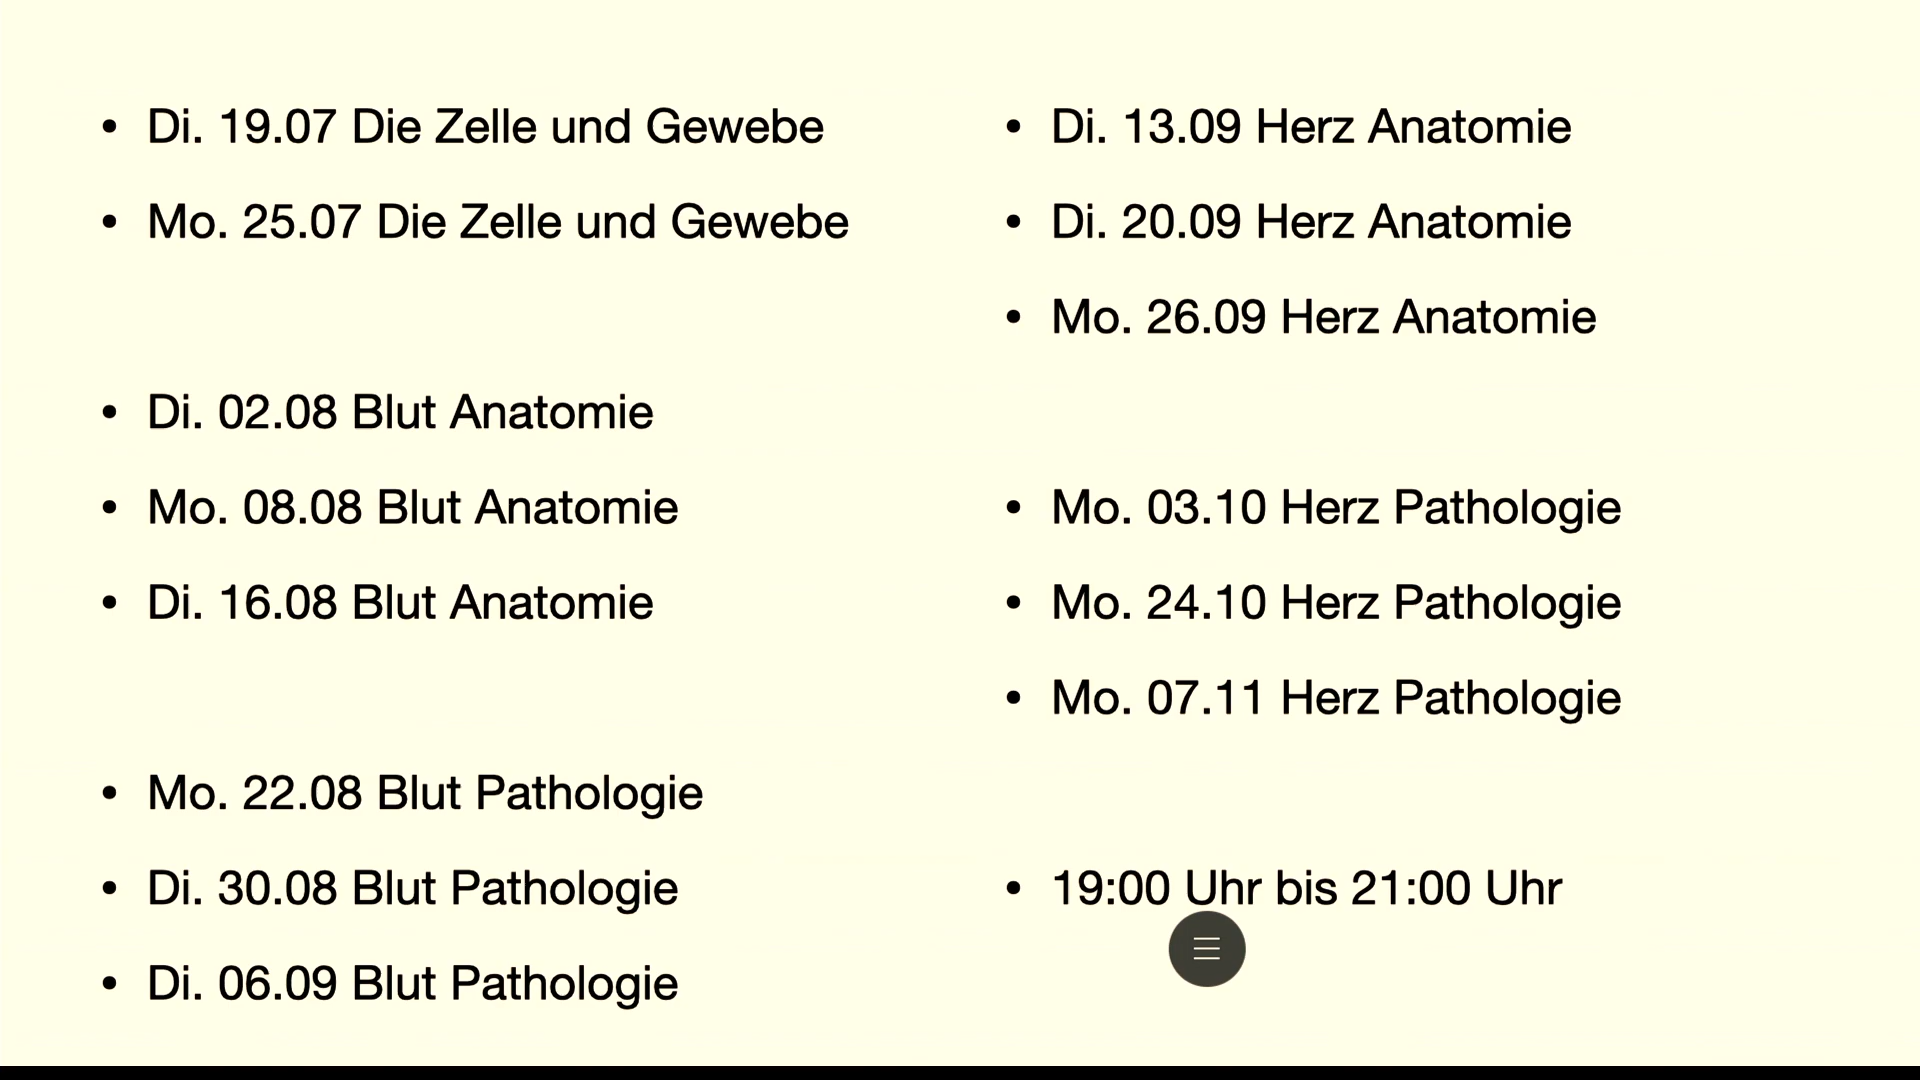 • Di. 19.07 Die Zelle und Gewebe
• Mo. 25.07 Die Zelle und Gewebe
• Di. 02.08 Blut Anatomie
• Mo. 08.08 Blut Anatomie
• Di. 16.08 Blut Anatomie
• Mo. 22.08 Blut Pathologie
• Di. 30.08 Blut Pathologie
• Di. 06.09 Blut Pathologie
• Di. 13.09 Herz Anatomie
• Di. 20.09 Herz Anatomie
• Mo. 26.09 Herz Anatomie
• Mo. 03.10 Herz Pathologie
• Mo. 24.10 Herz Pathologie
• Mo. 07.11 Herz Pathologie
• 19:00 Uhr bis 21:00 Uhr